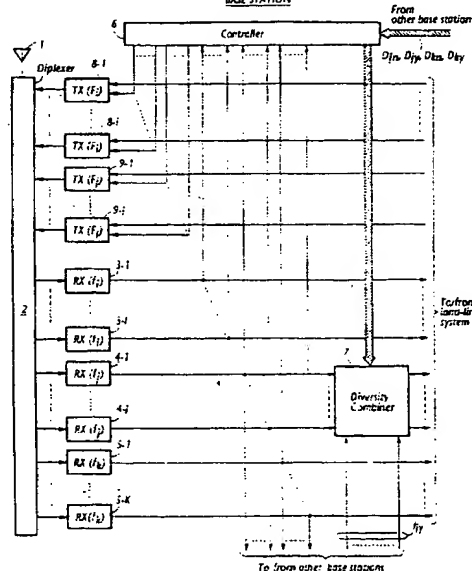 BASE STATION
From
other base station
6
Controller
1
Diplexer
8-1
TX (Fi)
8-i
TX (Fi)
9-1
TX (Fj)
9-i
TX (Fj)
2
3-1
RX (fi)
3-i
RX (fi)
4-1
RX (fj)
7
Diversity
Combiner
RX (fj)
5-1
RX (fk)
5-K
RX (fk)
To/from
land-line
system
To from other base stations